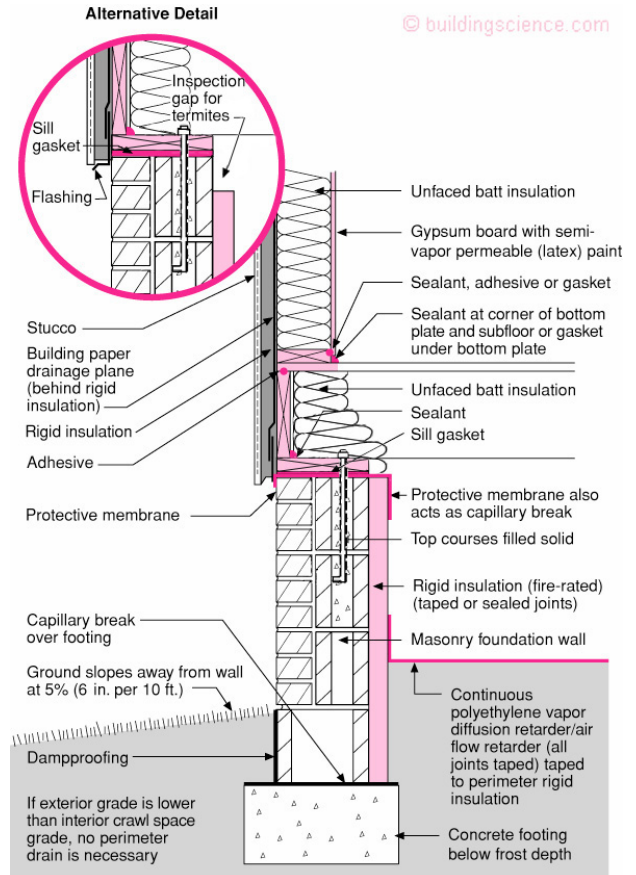 Alternative Detail
© buildingscience.com
Inspection
gap for
termites
Sill
gasket
Flashing
Unfaced batt insulation
Gypsum board with semi-
vapor permeable (latex) paint
Sealant, adhesive or gasket
Sealant at corner of bottom
plate and subfloor or gasket
under bottom plate
Stucco
Building paper
drainage plane
(behind rigid
insulation)
Rigid insulation
Adhesive
Unfaced batt insulation
Sealant
Sill gasket
Protective membrane
Protective membrane also
acts as capillary break
Top courses filled solid
Rigid insulation (fire-rated)
(taped or sealed joints)
Capillary break
over footing
Masonry foundation wall
Ground slopes away from wall
at 5% (6 in. per 10 ft.)
Continuous
polyethylene vapor
diffusion retarder/air
flow retarder (all
joints taped) taped
to perimeter rigid
insulation
Dampproofing
If exterior grade is lower
than interior crawl space
grade, no perimeter
drain is necessary
Concrete footing
below frost depth